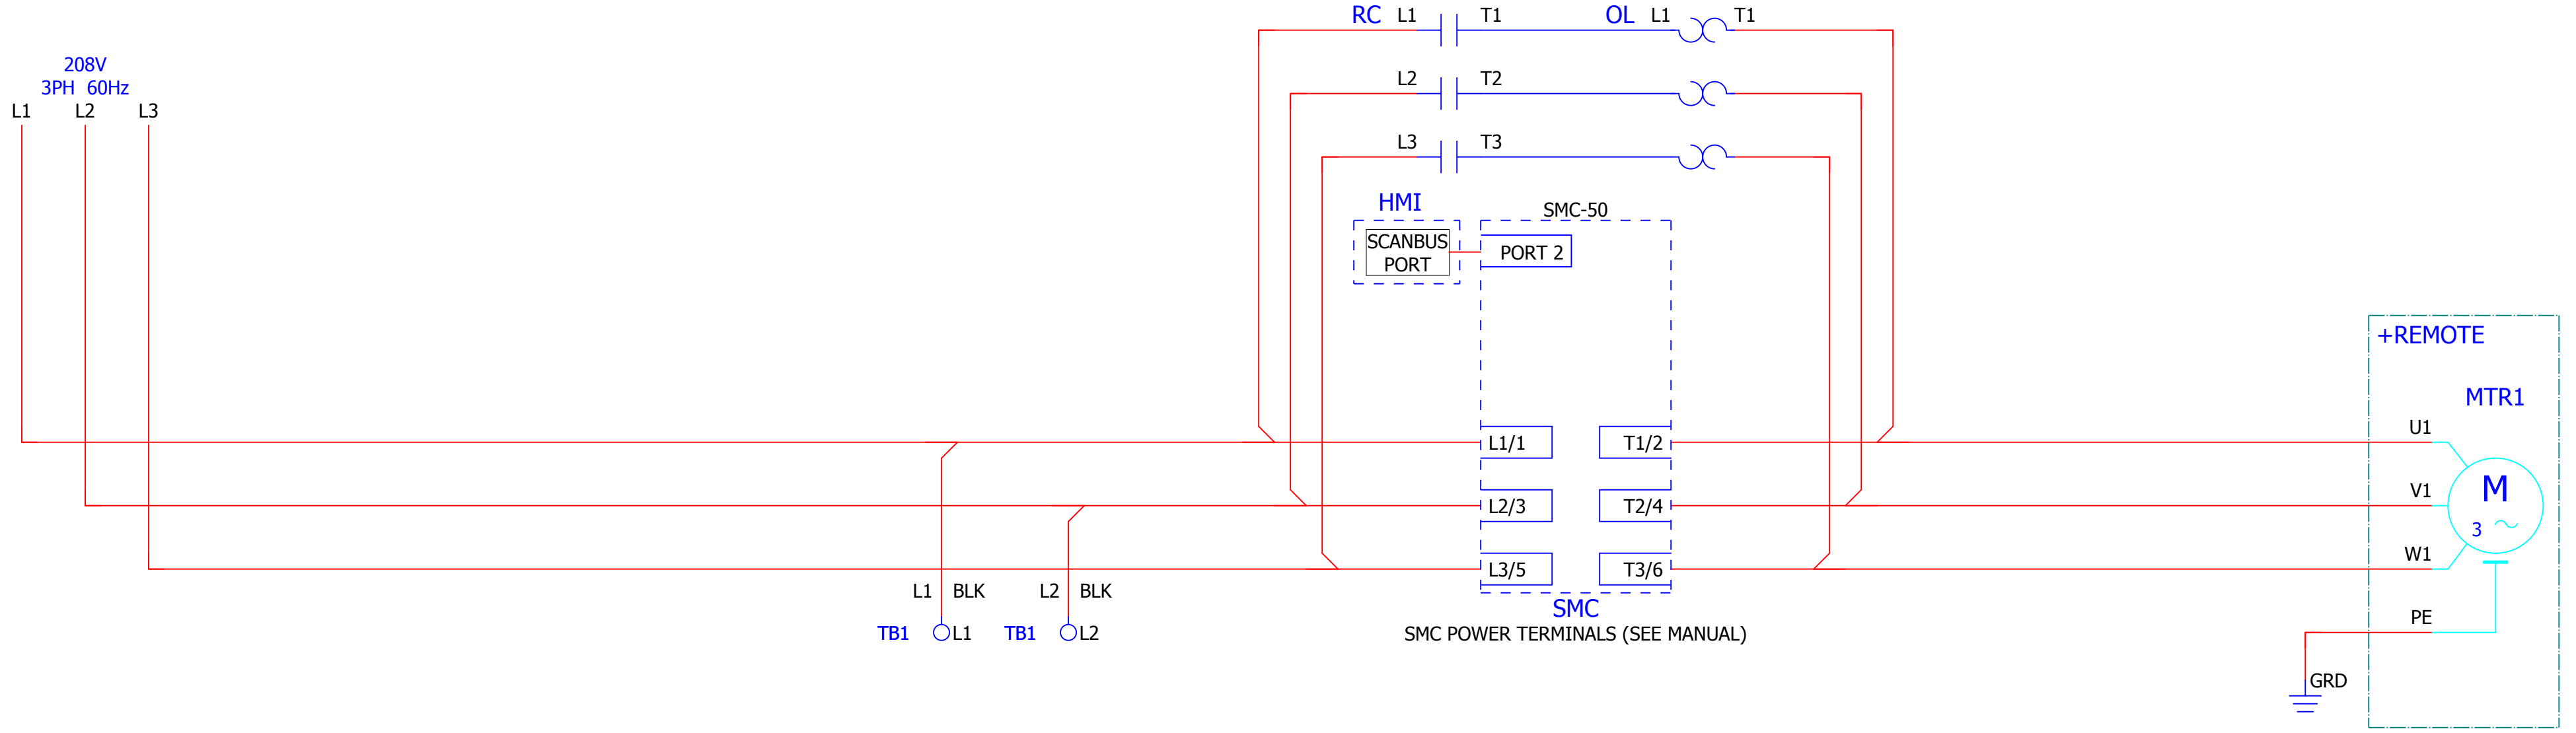 RC L1 T1 OL L1 T1
208V
3PH 60Hz
L1 L2 L3
L2 T2
L3 T3
HMI
SMC-50
SCANBUS
PORT
PORT 2
+REMOTE
MTR1
L1/1 T1/2 U1
L2/3 T2/4 V1
M
3
L3/5 T3/6 W1
L1 BLK L2 BLK
SMC
PE
TB1 L1 TB1 L2
SMC POWER TERMINALS (SEE MANUAL)
GRD